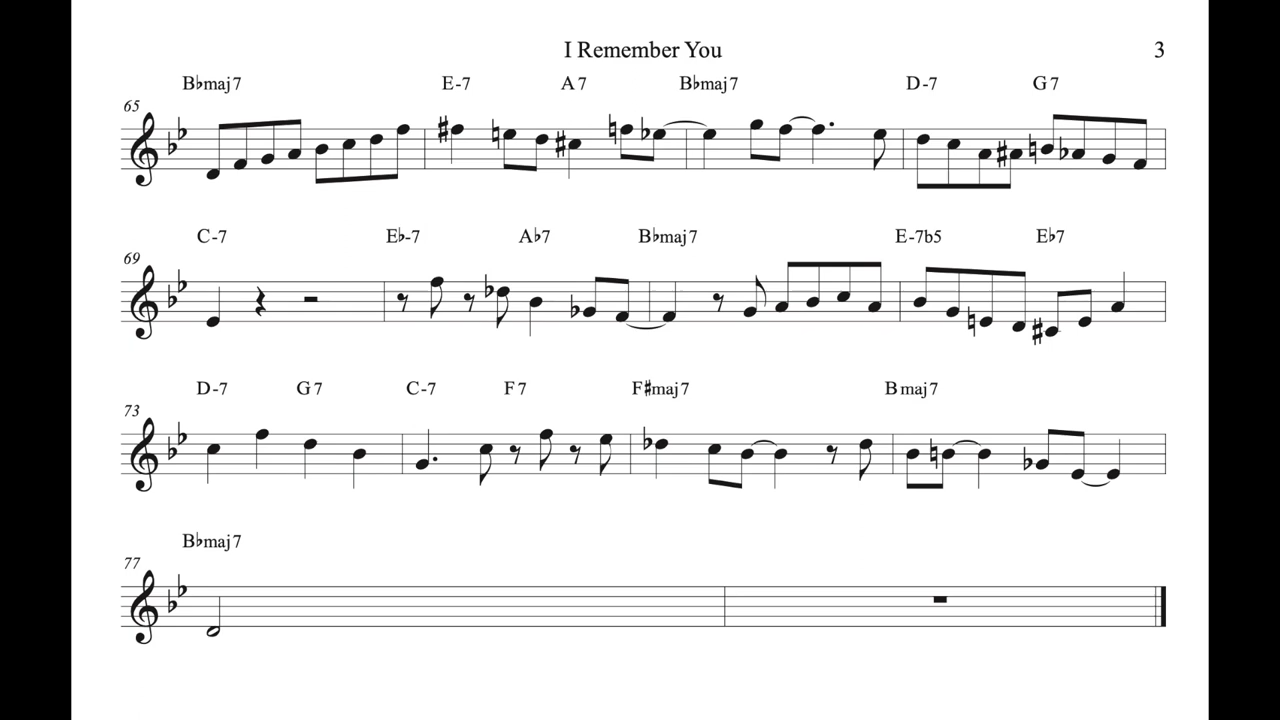 I Remember You 3
B♭maj7 E-7 A7 B♭maj7 D-7 G7
65
C-7 E♭-7 A♭7 B♭maj7 E-7b5 E♭7
69
D-7 G7 C-7 F7 F♯maj7 Bmaj7
73
B♭maj7
77